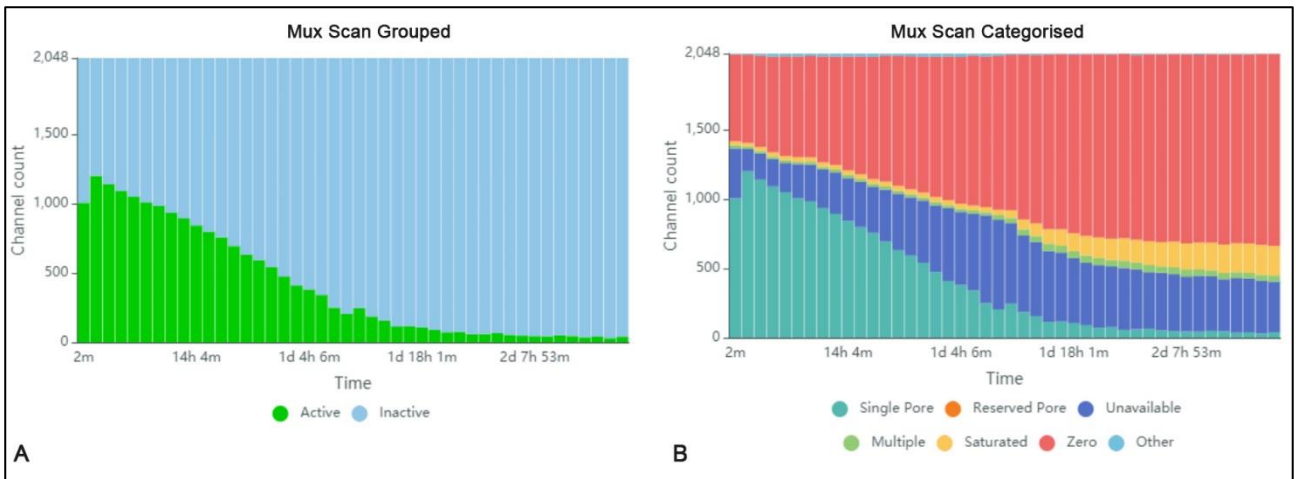 Mux Scan Grouped
2,048
1,500
1,000
500
0
Channel count
2m 14h 4m 1d 4h 6m 1d 18h 1m 2d 7h 53m
Time
Active Inactive
A
Mux Scan Categorised
2,048
1,500
1,000
500
0
Channel count
2m 14h 4m 1d 4h 6m 1d 18h 1m 2d 7h 53m
Time
Single Pore Reserved Pore Unavailable
Multiple Saturated Zero Other
B